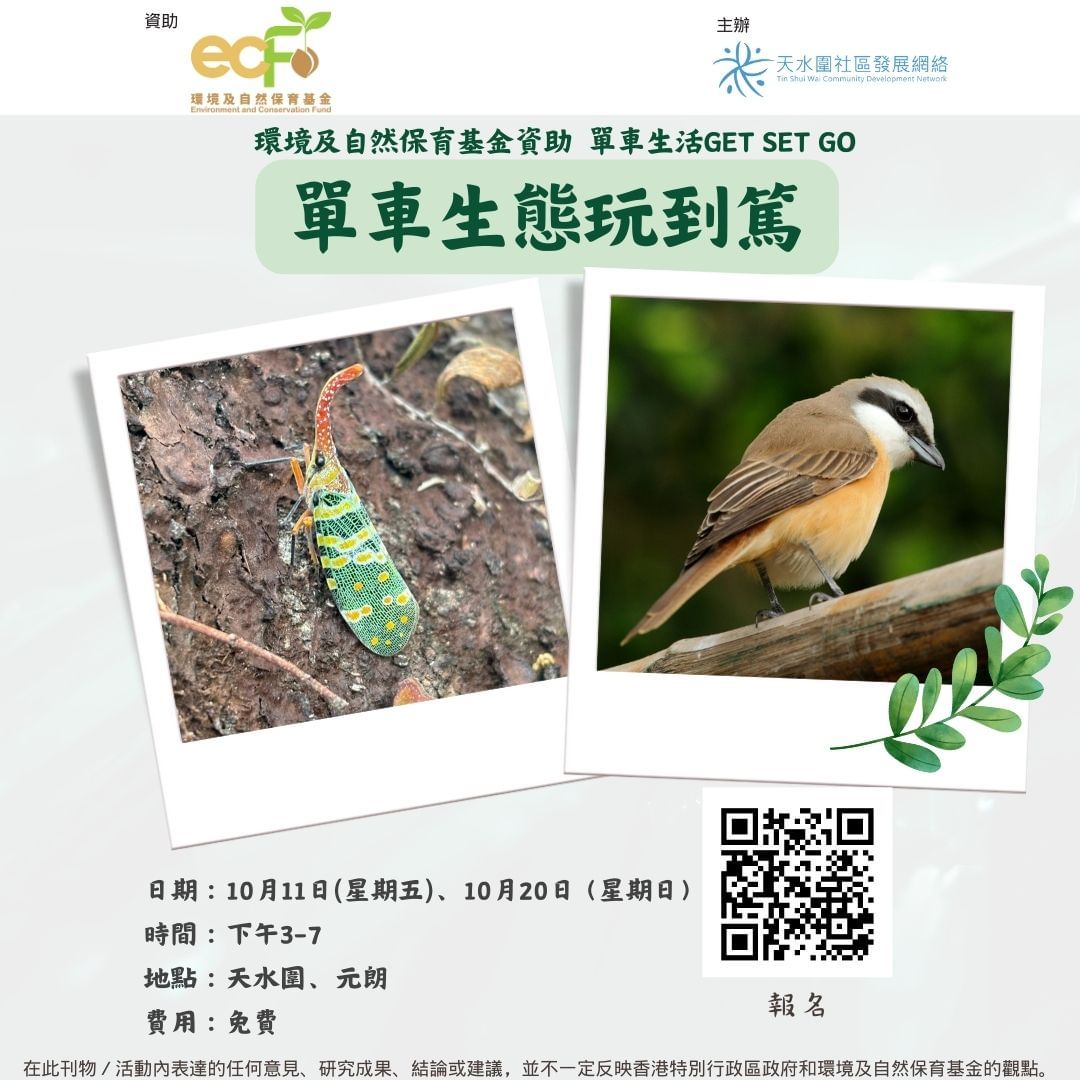 資助
主辦
ecf
環境及自然保育基金
Environment and Conservation Fund
天水圍社區發展網絡
Tin Shui Wai Community Development Network
環境及自然保育基金資助 單車生活GET SET GO
單車生態玩到篤
日期：10月11日(星期五)、10月20日（星期日）
時間：下午3-7
地點：天水圍、元朗
費用：免費
報名
在此刊物／活動內表達的任何意見、研究成果、結論或建議，並不一定反映香港特別行政區政府和環境及自然保育基金的觀點。